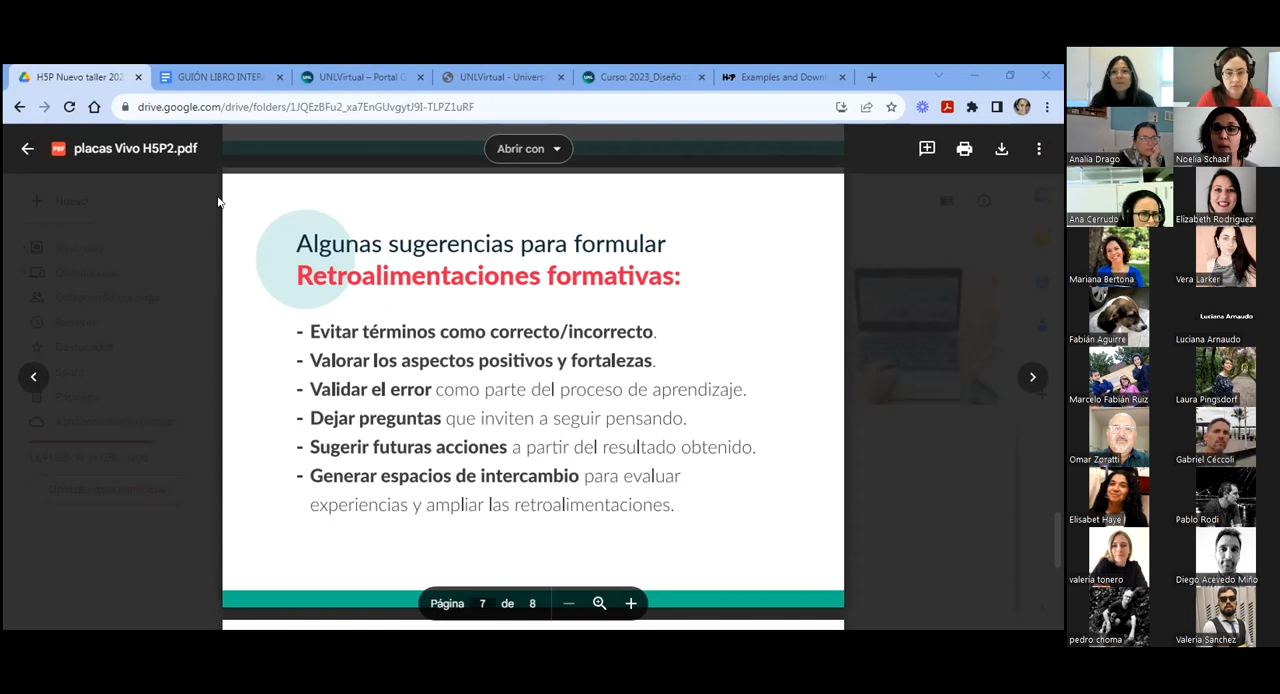 H5P Nuevo taller 202
GUIÓN LIBRO INTERA
UNLVirtual – Portal G
UNLVirtual - Univers
Curso: 2023_Diseño
H-P Examples and Downl
drive.google.com/drive/folders/1JQEzBFu2_xa7EnGUvgytJ9I-TLPZ1uRF
PDF placas Vivo H5P2.pdf
Abrir con
Nuevo
Algunas sugerencias para formular
Retroalimentaciones formativas:
- Evitar términos como correcto/incorrecto.
- Valorar los aspectos positivos y fortalezas.
- Validar el error como parte del proceso de aprendizaje.
- Dejar preguntas que inviten a seguir pensando.
- Sugerir futuras acciones a partir del resultado obtenido.
- Generar espacios de intercambio para evaluar
experiencias y ampliar las retroalimentaciones.
Página 7 de 8
Analía Drago
Noelia Schaaf
Ana Cerrudo
Elizabeth Rodriguez
Mariana Bertona
Vera Larker
Fabián Aguirre
Luciana Arnaudo
Luciana Arnaudo
Marcelo Fabián Ruiz
Laura Pingsdorf
Omar Zoratti
Gabriel Céccoli
Elisabet Haye
Pablo Rodi
valeria tonero
Diego Acevedo Miño
pedro choma
Valeria Sanchez